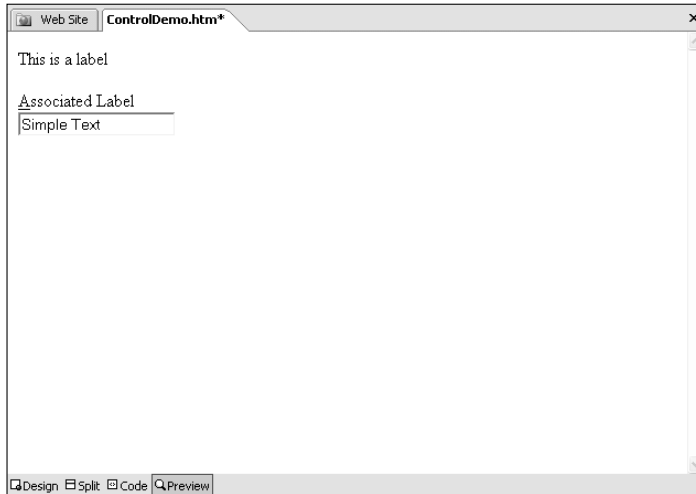 Web Site ControlDemo.htm*
This is a label
Associated Label
Simple Text
Design Split Code Preview